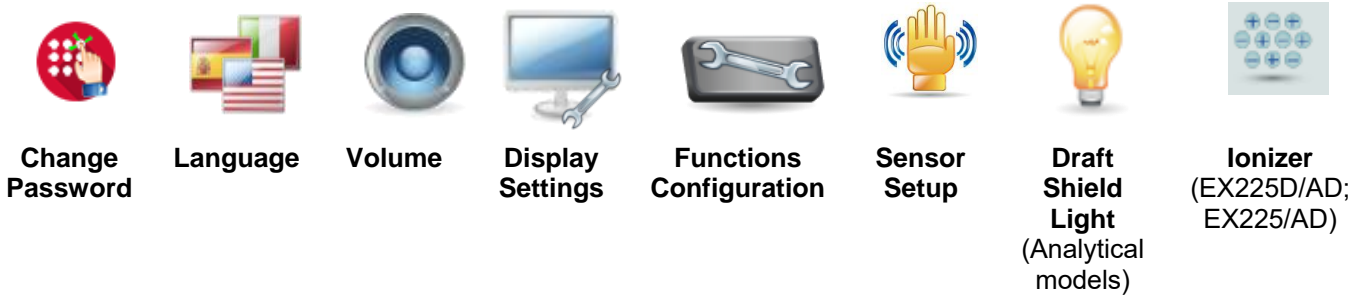 Change
Password
Language
Volume
Display
Settings
Functions
Configuration
Sensor
Setup
Draft
Shield
Light
(Analytical
models)
Ionizer
(EX225D/AD;
EX225/AD)